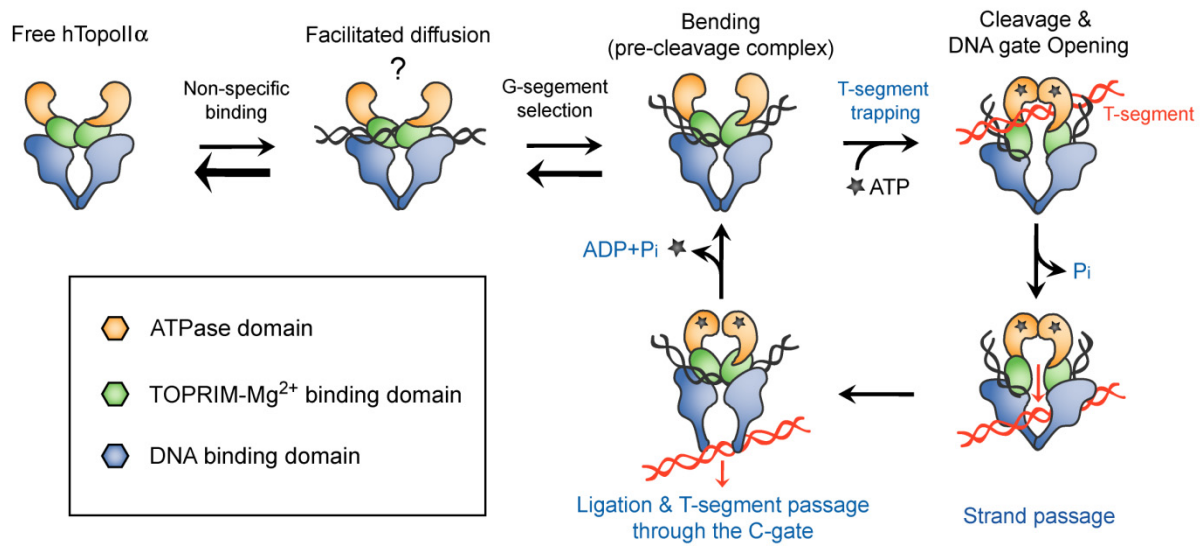 Free hTopoIIα
Non-specific
binding
Facilitated diffusion
?
G-segement
selection
Bending
(pre-cleavage complex)
T-segment
trapping
ATP
Cleavage &
DNA gate Opening
T-segment
Pi
Strand passage
Ligation & T-segment passage
through the C-gate
ADP+Pi
ATPase domain
TOPRIM-Mg²⁺ binding domain
DNA binding domain